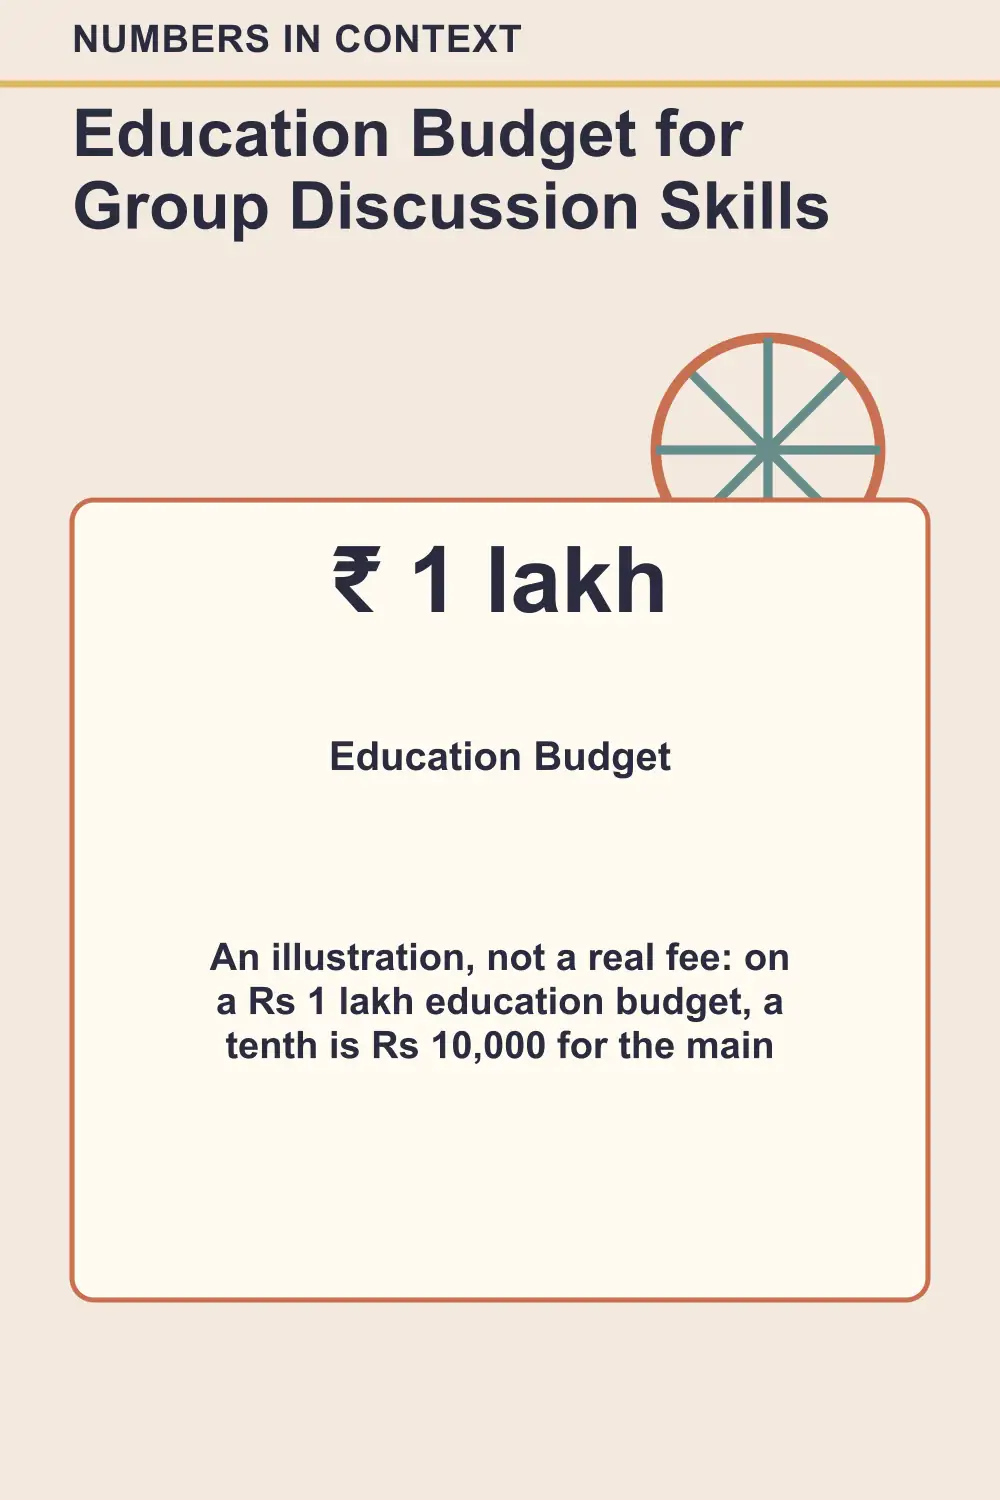 NUMBERS IN CONTEXT
Education Budget for
Group Discussion Skills
₹ 1 lakh
Education Budget
An illustration, not a real fee: on
a Rs 1 lakh education budget, a
tenth is Rs 10,000 for the main